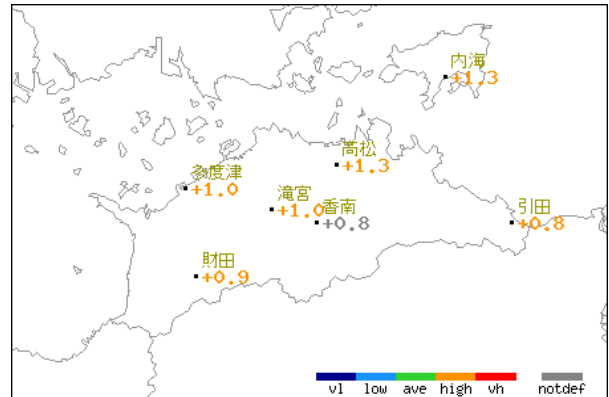 内海
+1.3
高松
+1.3
多度津
+1.0
滝宮
+1.0
香南
+0.8
引田
+0.8
財田
+0.9
vl low ave high vh notdef